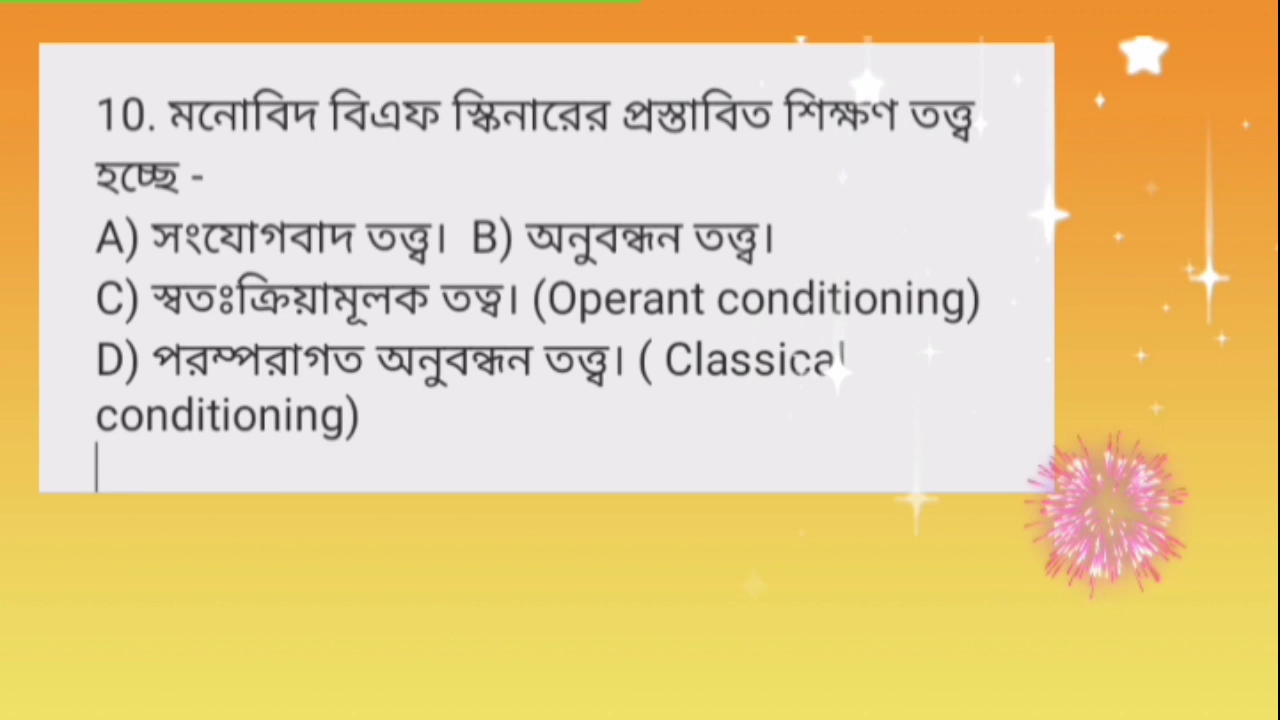 10. মনোবিদ বিএফ স্কিনারের প্রস্তাবিত শিক্ষণ তত্ত্ব
হচ্ছে -
A) সংযোগবাদ তত্ত্ব। B) অনুবন্ধন তত্ত্ব।
C) স্বতঃক্রিয়ামূলক তত্ব। (Operant conditioning)
D) পরম্পরাগত অনুবন্ধন তত্ত্ব। ( Classical
conditioning)